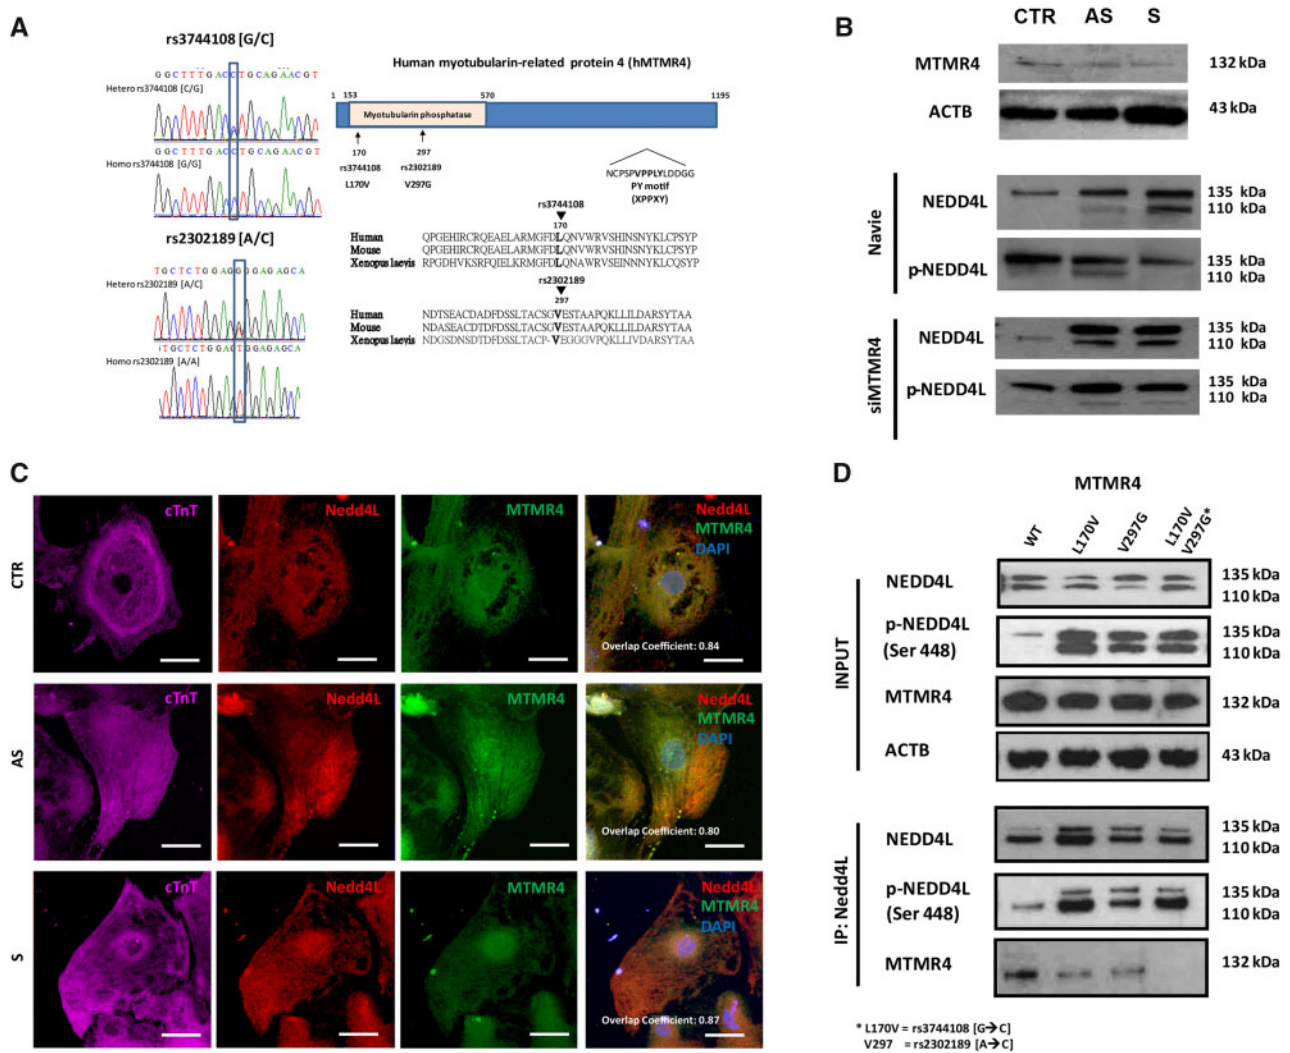 A
rs3744108 [G/C]
G G C T T T G A C C T G C A G A A C G T
Hetero rs3744108 [C/G]
G G C T T T G A C C T G C A G A A C G T
Homo rs3744108 [G/G]
rs2302189 [A/C]
T G C T C T G G A G G G G A G A G C A
Hetero rs2302189 [A/C]
T G C T C T G G A G T G G A G A G C A
Homo rs2302189 [A/A]
Human myotubularin-related protein 4 (hMTMR4)
1 153 570 1195
Myotubularin phosphatase
170 297
rs3744108 rs2302189
L170V V297G
NCPSPVPPLYLDDGG
PY motif
(XPPXY)
rs3744108
170
Human QPGEHIRCRQEAELARMGFDLQNVWRVSHINSNYKLCPSYP
Mouse QPGEHIRCRQEAELARMGFDLQNVWRVSHINSNYKLCPSYP
Xenopus laevis RPGDHVKSRFQIELKRMGFDLQNAWRVSEINNNYKLCQSYP
rs2302189
297
Human NDTSEACDADFDSSLTACSGVESTAAPQKLLILDARSYTAA
Mouse NDASEACDTDFDSSLTACSGVESTAAPQKLLILDARSYTAA
Xenopus laevis NDGSDNSDTDFDSSLTACP-VEGGGVPQKLLIVDARSYTAA
B
CTR AS S
MTMR4 132 kDa
ACTB 43 kDa
Navie
NEDD4L 135 kDa
110 kDa
p-NEDD4L 135 kDa
110 kDa
siMTMR4
NEDD4L 135 kDa
110 kDa
p-NEDD4L 135 kDa
110 kDa
C
CTR
cTnT Nedd4L MTMR4 Nedd4L
MTMR4
DAPI
Overlap Coefficient: 0.84
AS
cTnT Nedd4L MTMR4 Nedd4L
MTMR4
DAPI
Overlap Coefficient: 0.80
S
cTnT Nedd4L MTMR4 Nedd4L
MTMR4
DAPI
Overlap Coefficient: 0.87
D
MTMR4
WT L170V V297G L170V V297G*
INPUT
NEDD4L 135 kDa
110 kDa
p-NEDD4L 135 kDa
(Ser 448) 110 kDa
MTMR4 132 kDa
ACTB 43 kDa
IP: Nedd4L
NEDD4L 135 kDa
110 kDa
p-NEDD4L 135 kDa
(Ser 448) 110 kDa
MTMR4 132 kDa
* L170V = rs3744108 [G→C]
V297 = rs2302189 [A→C]